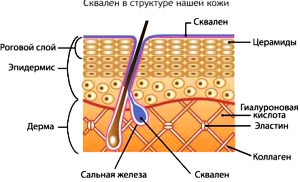 Сквален в структуре нашей кожи
Сквален
Роговой слой
Церамиды
Эпидермис
Гиалуроновая
кислота
Дерма
Эластин
Коллаген
Сальная железа
Сквален